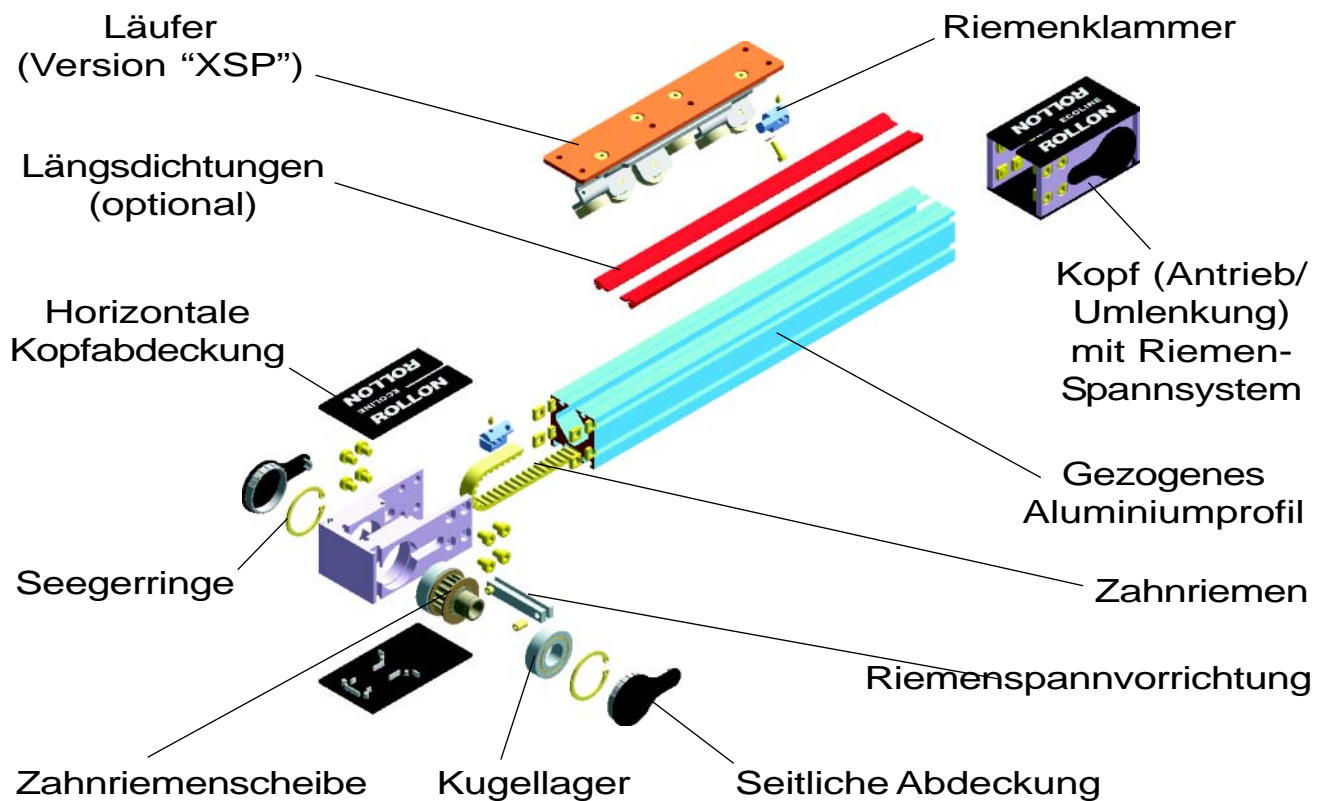 Läufer
(Version “XSP”)
Riemenklammer
ROLLON
ECOLINE
ROLLON
Längsdichtungen
(optional)
Kopf (Antrieb/
Umlenkung)
mit Riemen-
Spannsystem
Horizontale
Kopfabdeckung
ROLLON
ECOLINE
ROLLON
Gezogenes
Aluminiumprofil
Seegerringe
Zahnriemen
Riemenspannvorrichtung
Zahnriemenscheibe
Kugellager
Seitliche Abdeckung